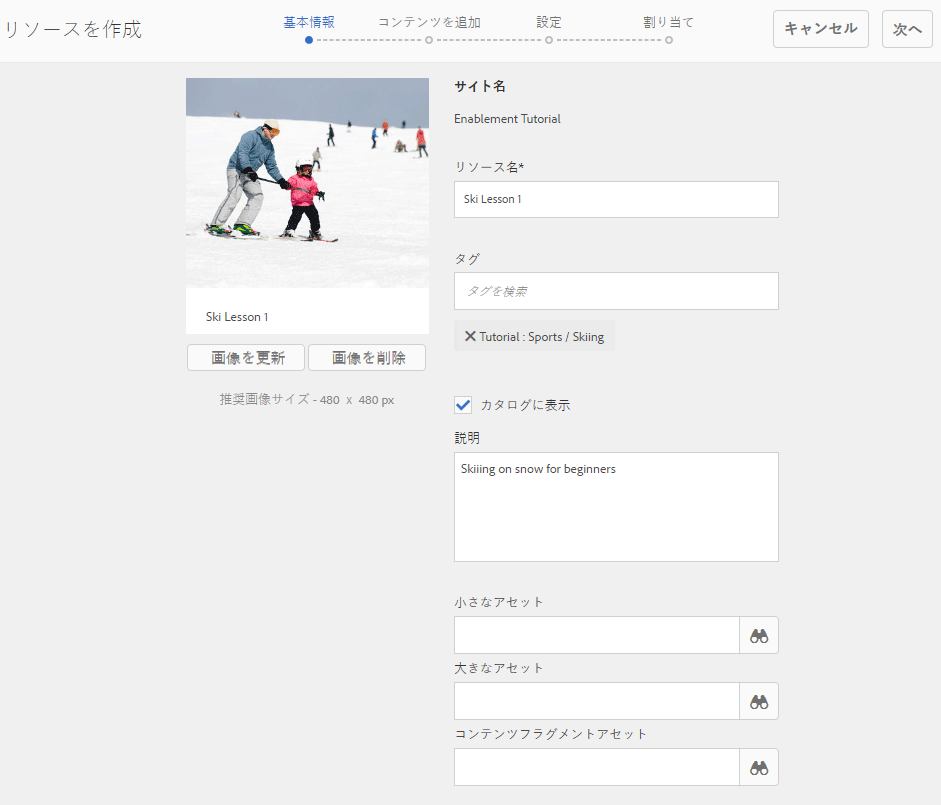 リソースを作成
基本情報 コンテンツを追加 設定 割り当て
キャンセル 次へ
サイト名
Enablement Tutorial
リソース名*
Ski Lesson 1
タグ
タグを検索
Tutorial : Sports / Skiing
Ski Lesson 1
画像を更新 画像を削除
推奨画像サイズ - 480 x 480 px
カタログに表示
説明
Skiiing on snow for beginners
小さなアセット
大きなアセット
コンテンツフラグメントアセット